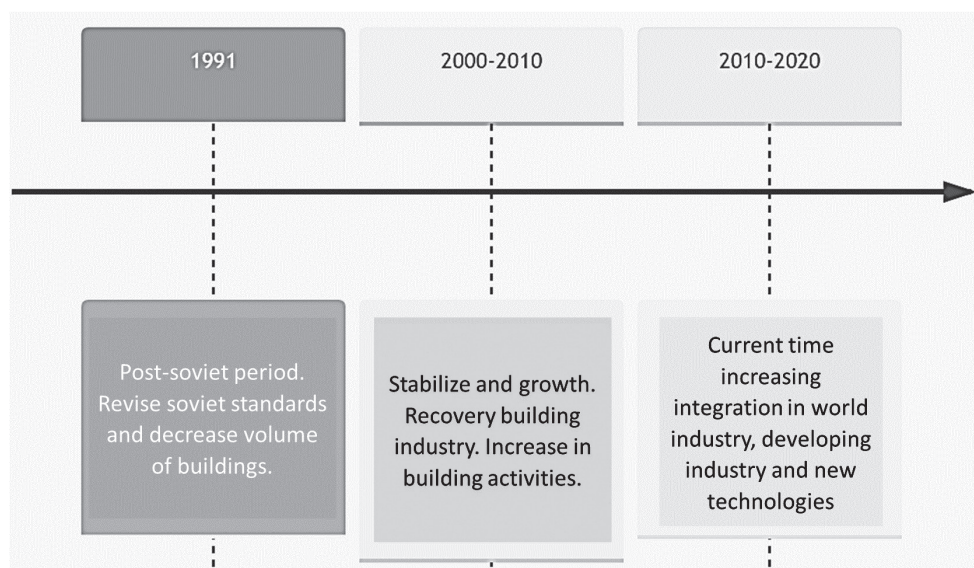 1991
2000-2010
2010-2020
Post-soviet period.
Revise soviet standards
and decrease volume
of buildings.
Stabilize and growth.
Recovery building
industry. Increase in
building activities.
Current time
increasing
integration in world
industry, developing
industry and new
technologies